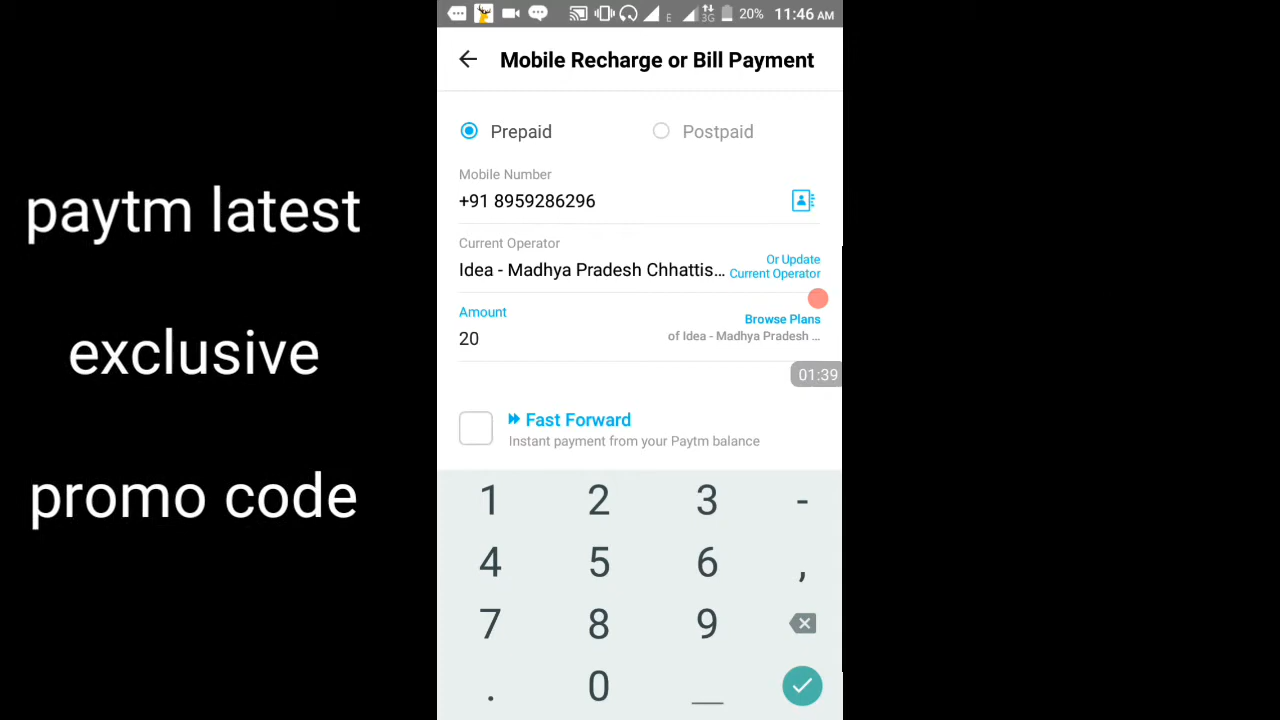 E 3G 20% 11:46 AM
Mobile Recharge or Bill Payment
Prepaid Postpaid
Mobile Number
+91 8959286296
Current Operator
Or Update
Idea - Madhya Pradesh Chhattis... Current Operator
Amount
Browse Plans
20
of Idea - Madhya Pradesh ...
01:39
Fast Forward
Instant payment from your Paytm balance
1 2 3 -
4 5 6 ,
7 8 9
. 0 _
paytm latest
exclusive
promo code